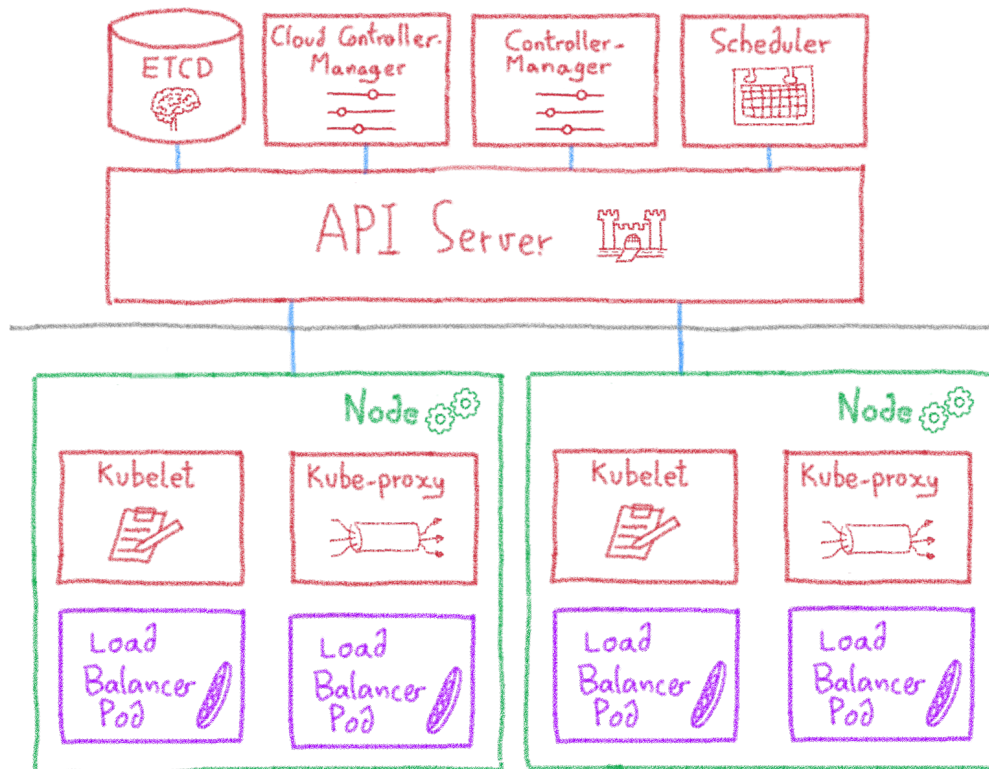 ETCD
Cloud Controller-
Manager
Controller-
Manager
Scheduler
API Server
Node
Kubelet
Kube-proxy
Load
Balancer
Pod
Load
Balancer
Pod
Node
Kubelet
Kube-proxy
Load
Balancer
Pod
Load
Balancer
Pod